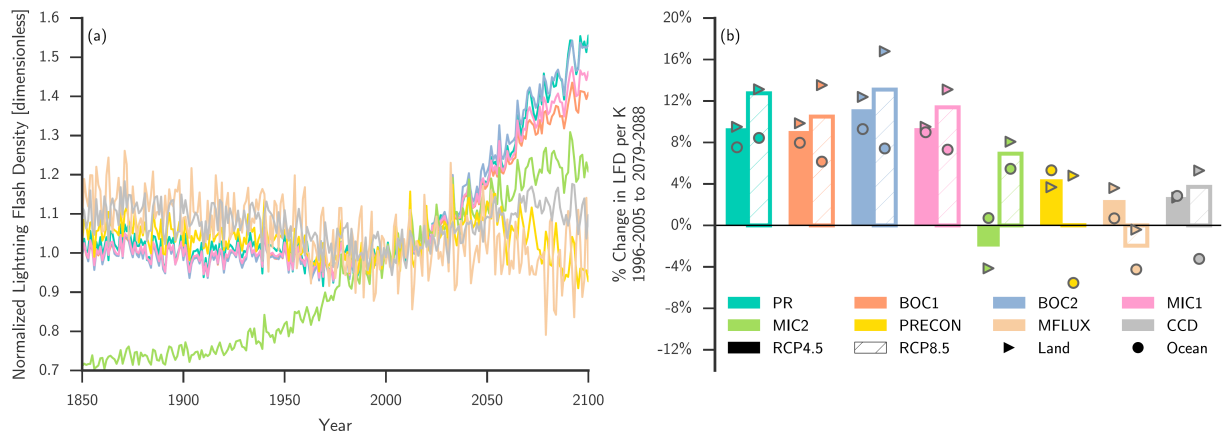 (a)
Normalized Lightning Flash Density [dimensionless]
1.6
1.5
1.4
1.3
1.2
1.1
1.0
0.9
0.8
0.7
1850
1900
1950
2000
2050
2100
Year
(b)
% Change in LFD per K
1996-2005 to 2079-2088
20%
16%
12%
8%
4%
0%
-4%
-8%
-12%
PR
BOC1
BOC2
MIC1
MIC2
PRECON
MFLUX
CCD
RCP4.5
RCP8.5
Land
Ocean